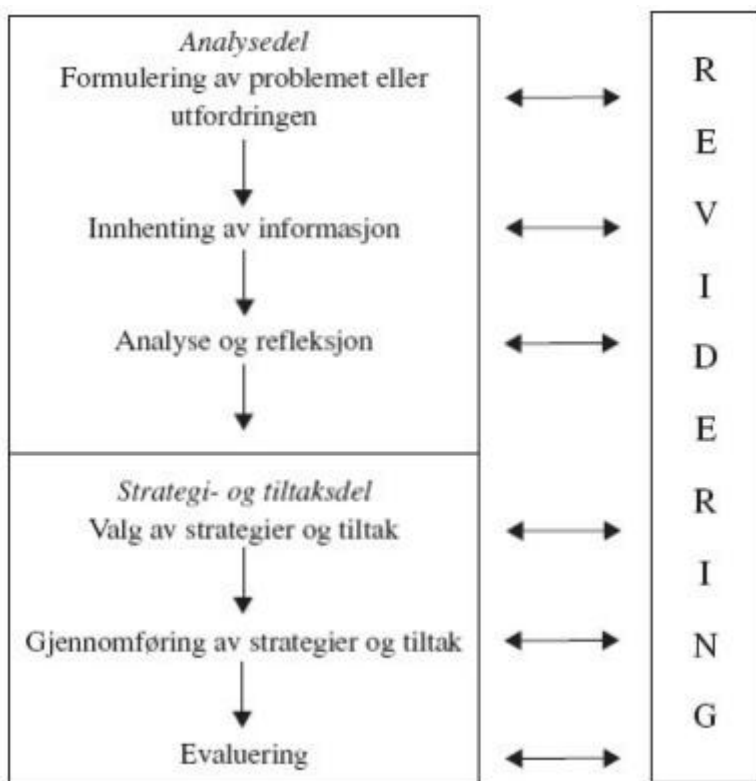 Analysedel
Formulering av problemet eller
utfordringen
Innhenting av informasjon
Analyse og refleksjon
Strategi- og tiltaksdel
Valg av strategier og tiltak
Gjennomføring av strategier og tiltak
Evaluering
R
E
V
I
D
E
R
I
N
G